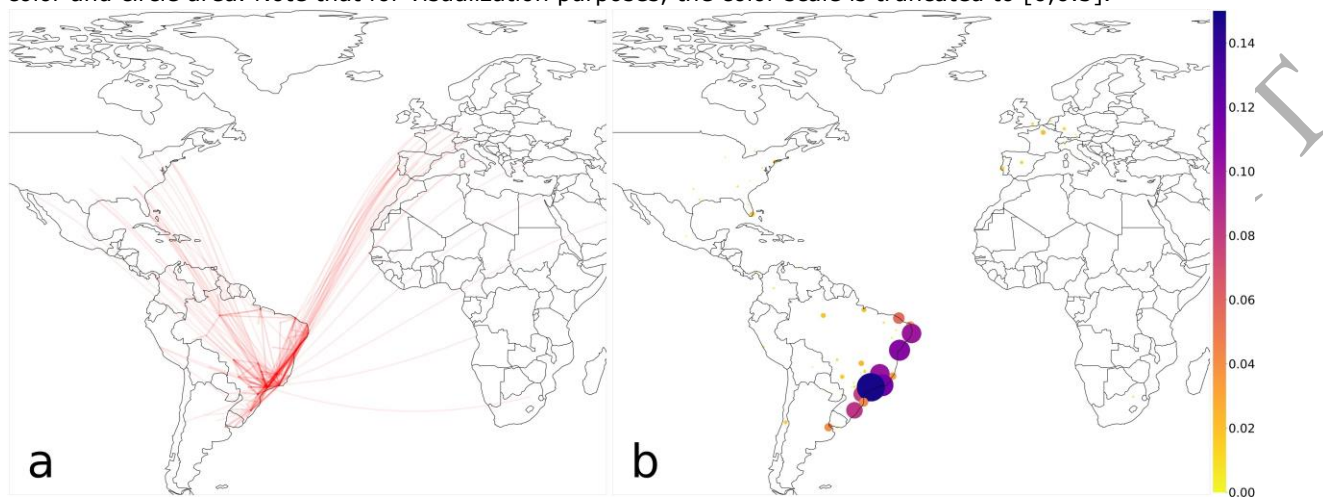 color and circle area. Note that for visualization purposes, the color scale is truncated to [0,0.5].
a
b
0.14
0.12
0.10
0.08
0.06
0.04
0.02
0.00